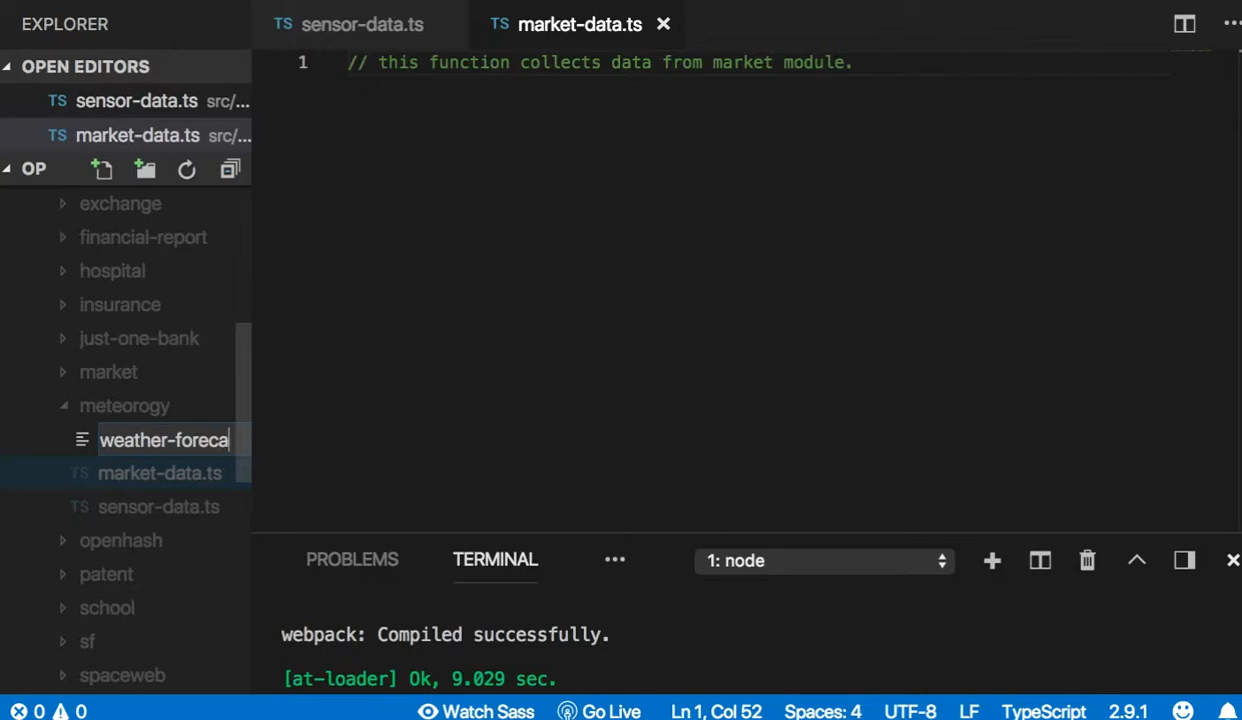 EXPLORER
TS sensor-data.ts
TS market-data.ts
OPEN EDITORS
TS sensor-data.ts src/...
TS market-data.ts src/...
OP
exchange
financial-report
hospital
insurance
just-one-bank
market
meteorogy
weather-foreca
TS market-data.ts
TS sensor-data.ts
openhash
patent
school
sf
spaceweb
1 // this function collects data from market module.
PROBLEMS TERMINAL ... 1: node
webpack: Compiled successfully.
[at-loader] Ok, 9.029 sec.
0 0 Watch Sass Go Live Ln 1, Col 52 Spaces: 4 UTF-8 LF TypeScript 2.9.1